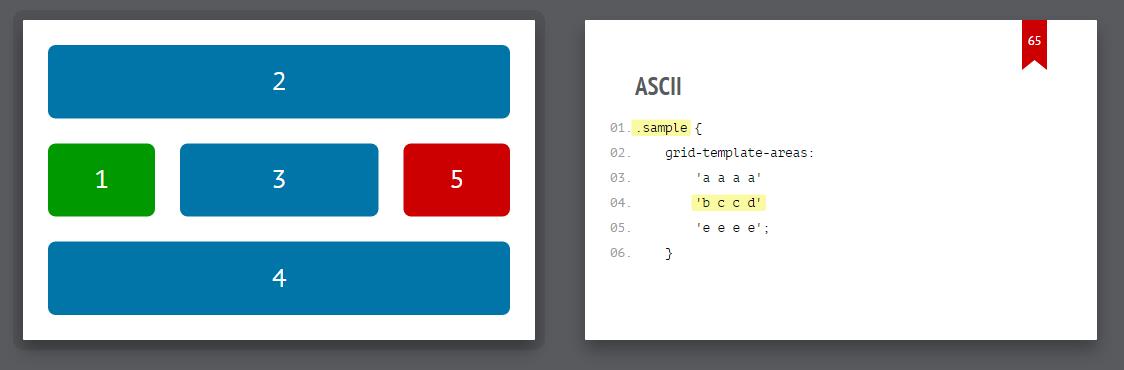 2
1 3 5
4
65
ASCII
01. .sample {
02. grid-template-areas:
03. 'a a a a'
04. 'b c c d'
05. 'e e e e';
06. }